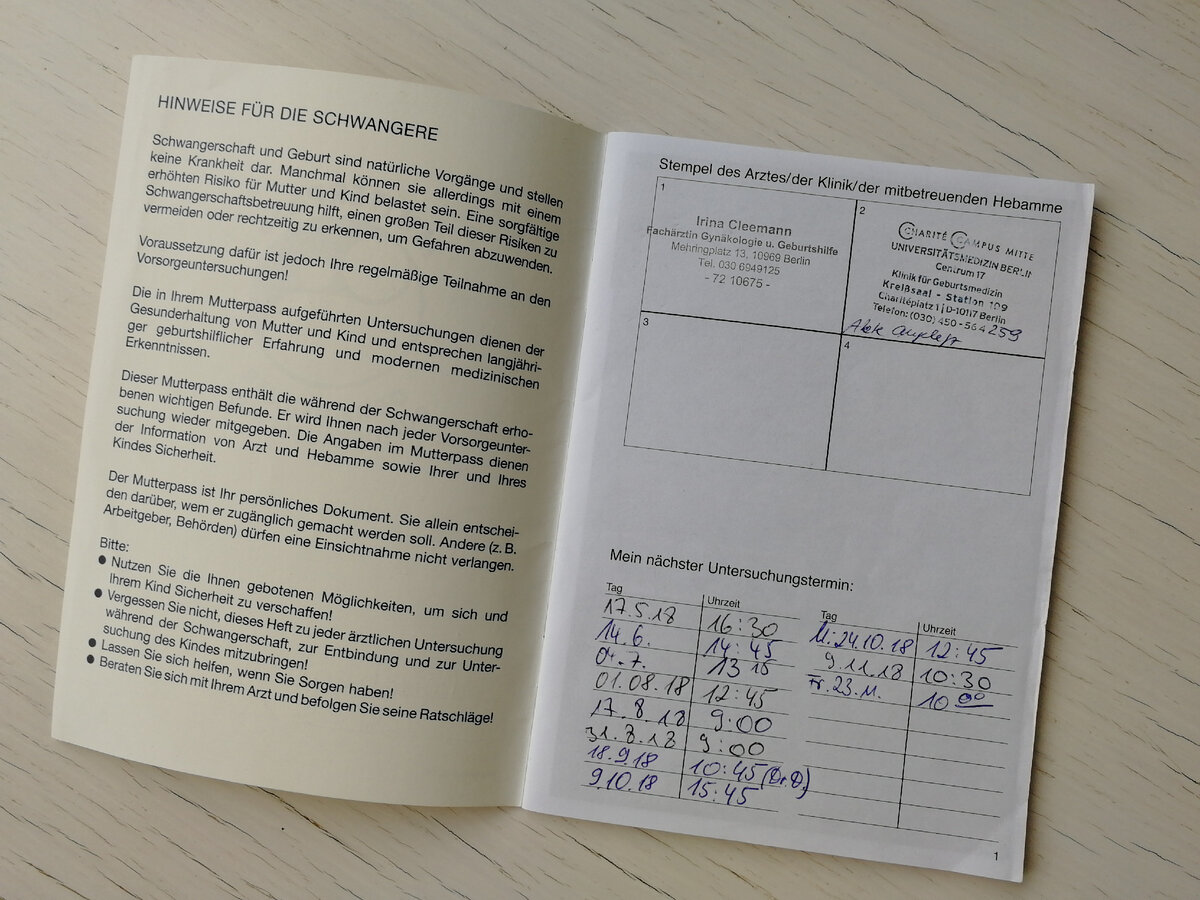 HINWEISE FÜR DIE SCHWANGERE
Schwangerschaft und Geburt sind natürliche Vorgänge und stellen
keine Krankheit dar. Manchmal können sie allerdings mit einem
erhöhten Risiko für Mutter und Kind belastet sein. Eine sorgfältige
Schwangerschaftsbetreuung hilft, einen großen Teil dieser Risiken zu
vermeiden oder rechtzeitig zu erkennen, um Gefahren abzuwenden.
Voraussetzung dafür ist jedoch Ihre regelmäßige Teilnahme an den
Vorsorgeuntersuchungen!
Die in Ihrem Mutterpass aufgeführten Untersuchungen dienen der
Gesunderhaltung von Mutter und Kind und entsprechen langjähri-
ger geburtshilflicher Erfahrung und modernen medizinischen
Erkenntnissen.
Dieser Mutterpass enthält die während der Schwangerschaft erho-
benen wichtigen Befunde. Er wird Ihnen nach jeder Vorsorgeunter-
suchung wieder mitgegeben. Die Angaben im Mutterpass dienen
der Information von Arzt und Hebamme sowie Ihrer und Ihres
Kindes Sicherheit.
Der Mutterpass ist Ihr persönliches Dokument. Sie allein entschei-
den darüber, wem er zugänglich gemacht werden soll. Andere (z. B.
Arbeitgeber, Behörden) dürfen eine Einsichtnahme nicht verlangen.
Bitte:
● Nutzen Sie die Ihnen gebotenen Möglichkeiten, um sich und
Ihrem Kind Sicherheit zu verschaffen!
● Vergessen Sie nicht, dieses Heft zu jeder ärztlichen Untersuchung
während der Schwangerschaft, zur Entbindung und zur Unter-
suchung des Kindes mitzubringen!
● Lassen Sie sich helfen, wenn Sie Sorgen haben!
● Beraten Sie sich mit Ihrem Arzt und befolgen Sie seine Ratschläge!
Stempel des Arztes/der Klinik/der mitbetreuenden Hebamme
1
Irina Cleemann
Fachärztin Gynäkologie u. Geburtshilfe
Mehringplatz 13, 10969 Berlin
Tel. 030 6949125
- 72 10675 -
2
CHARITÉ CAMPUS MITTE
UNIVERSITÄTSMEDIZIN BERLIN
Centrum 17
Klinik für Geburtsmedizin
Kreißsaal - Station 109
Charitéplatz 1 | D-10117 Berlin
Telefon: (030) 450 - 564259
3
4
Mein nächster Untersuchungstermin:
Tag Uhrzeit
17.5.18 16:30
14.6. 14:45
04.7. 13 15
01.08.18 12:45
17.8.18 9:00
31.8.18 9:00
18.9.18 10:45 (Dr.D.)
9.10.18 15:45
Tag Uhrzeit
Mi. 24.10.18 12:45
9.11.18 10:30
Fr. 23.11. 10 00
1